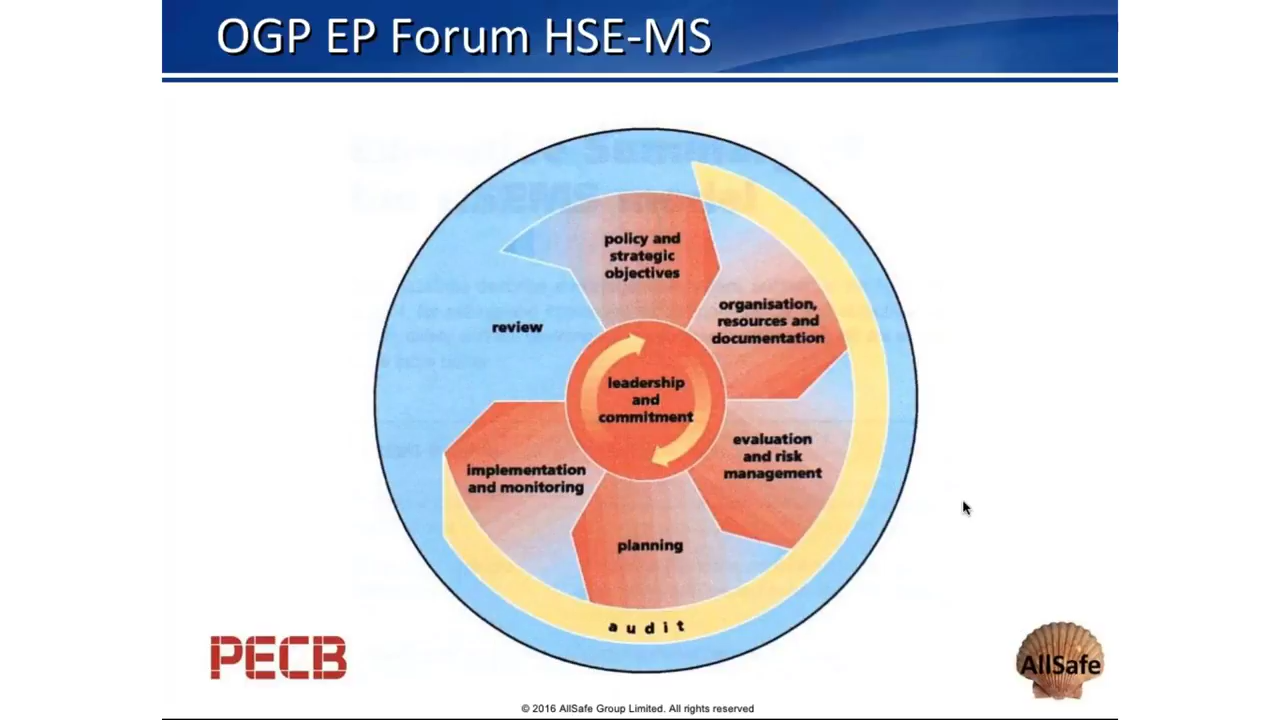 OGP EP Forum HSE-MS
policy and
strategic
objectives
organisation,
resources and
documentation
review
leadership
and
commitment
evaluation
and risk
management
implementation
and monitoring
planning
audit
PECB
AllSafe
© 2016 AllSafe Group Limited. All rights reserved